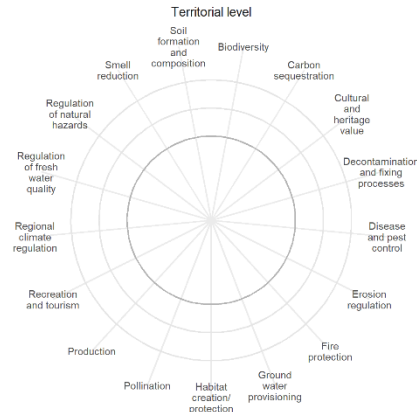 Territorial level
Soil
formation
and
composition
Biodiversity
Carbon
sequestration
Cultural
and
heritage
value
Decontamination
and fixing
processes
Disease
and pest
control
Erosion
regulation
Fire
protection
Ground
water
provisioning
Habitat
creation/
protection
Pollination
Production
Recreation
and tourism
Regional
climate
regulation
Regulation
of fresh
water
quality
Regulation
of natural
hazards
Smell
reduction